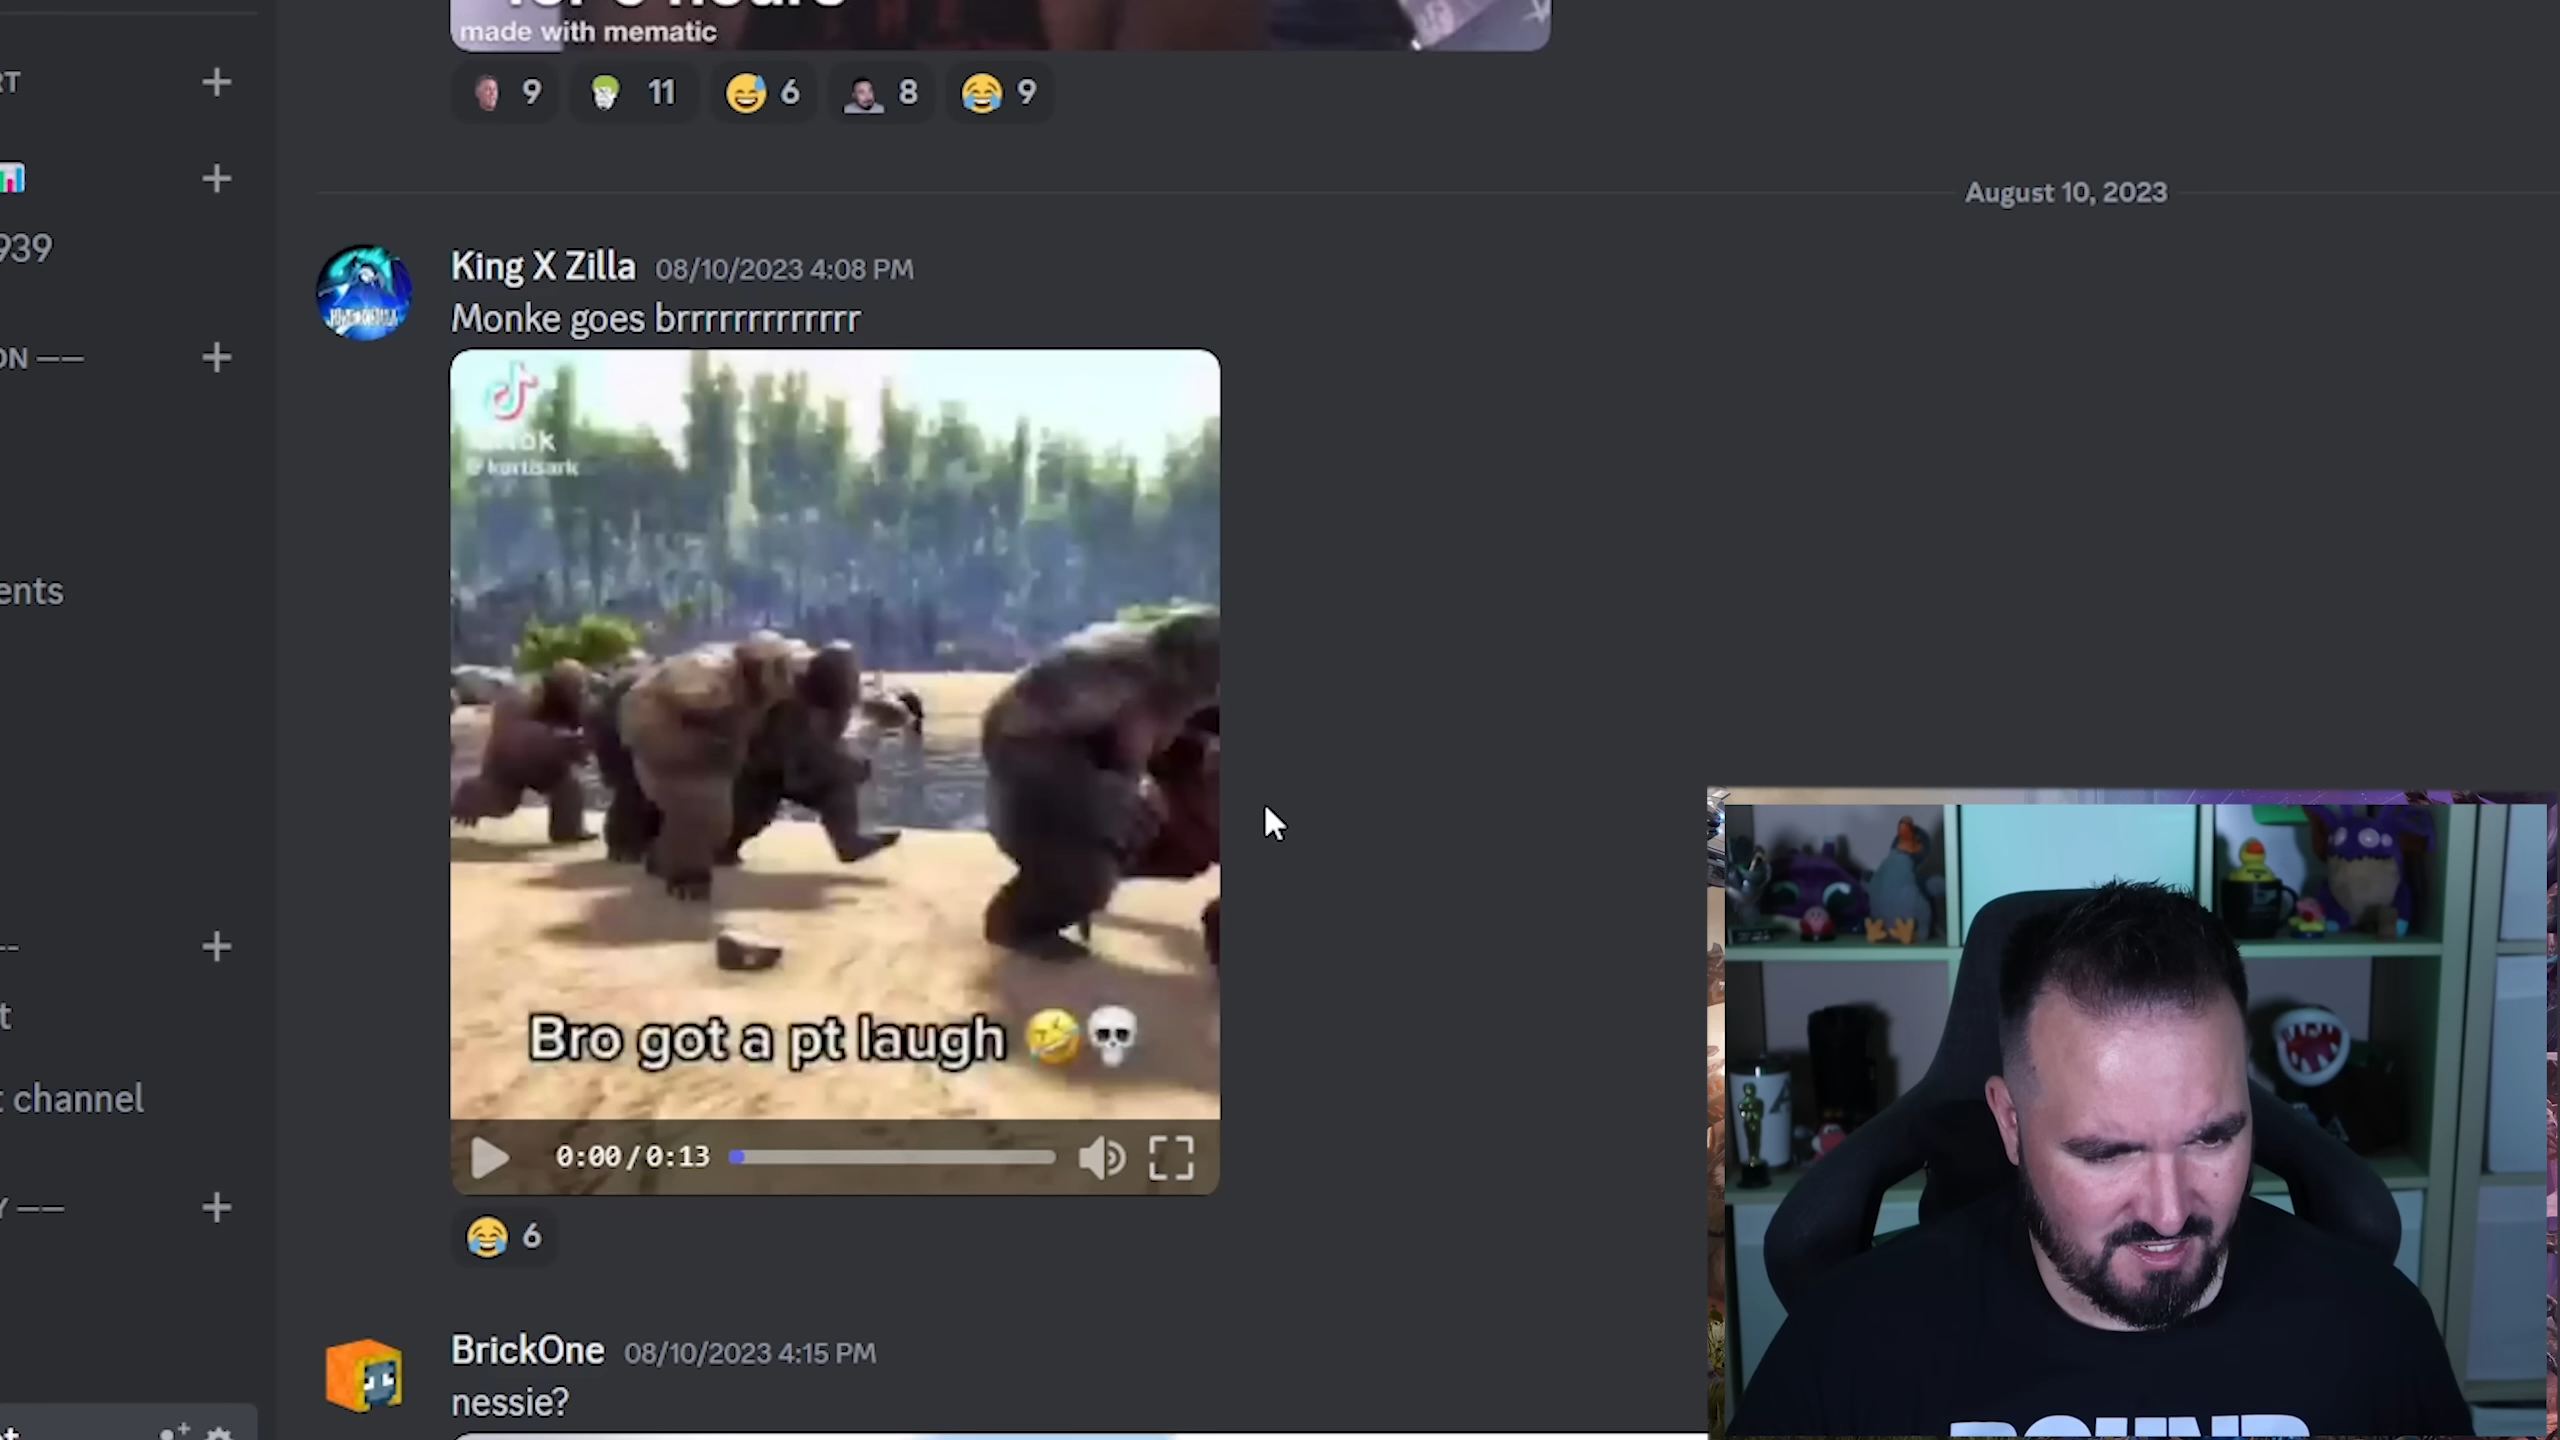 made with mematic
9
11
6
8
9
939
August 10, 2023
King X Zilla 08/10/2023 4:08 PM
Monke goes brrrrrrrrrrrrr
@kurtisark
ents
Bro got a pt laugh
channel
0:00/0:13
6
BrickOne 08/10/2023 4:15 PM
nessie?